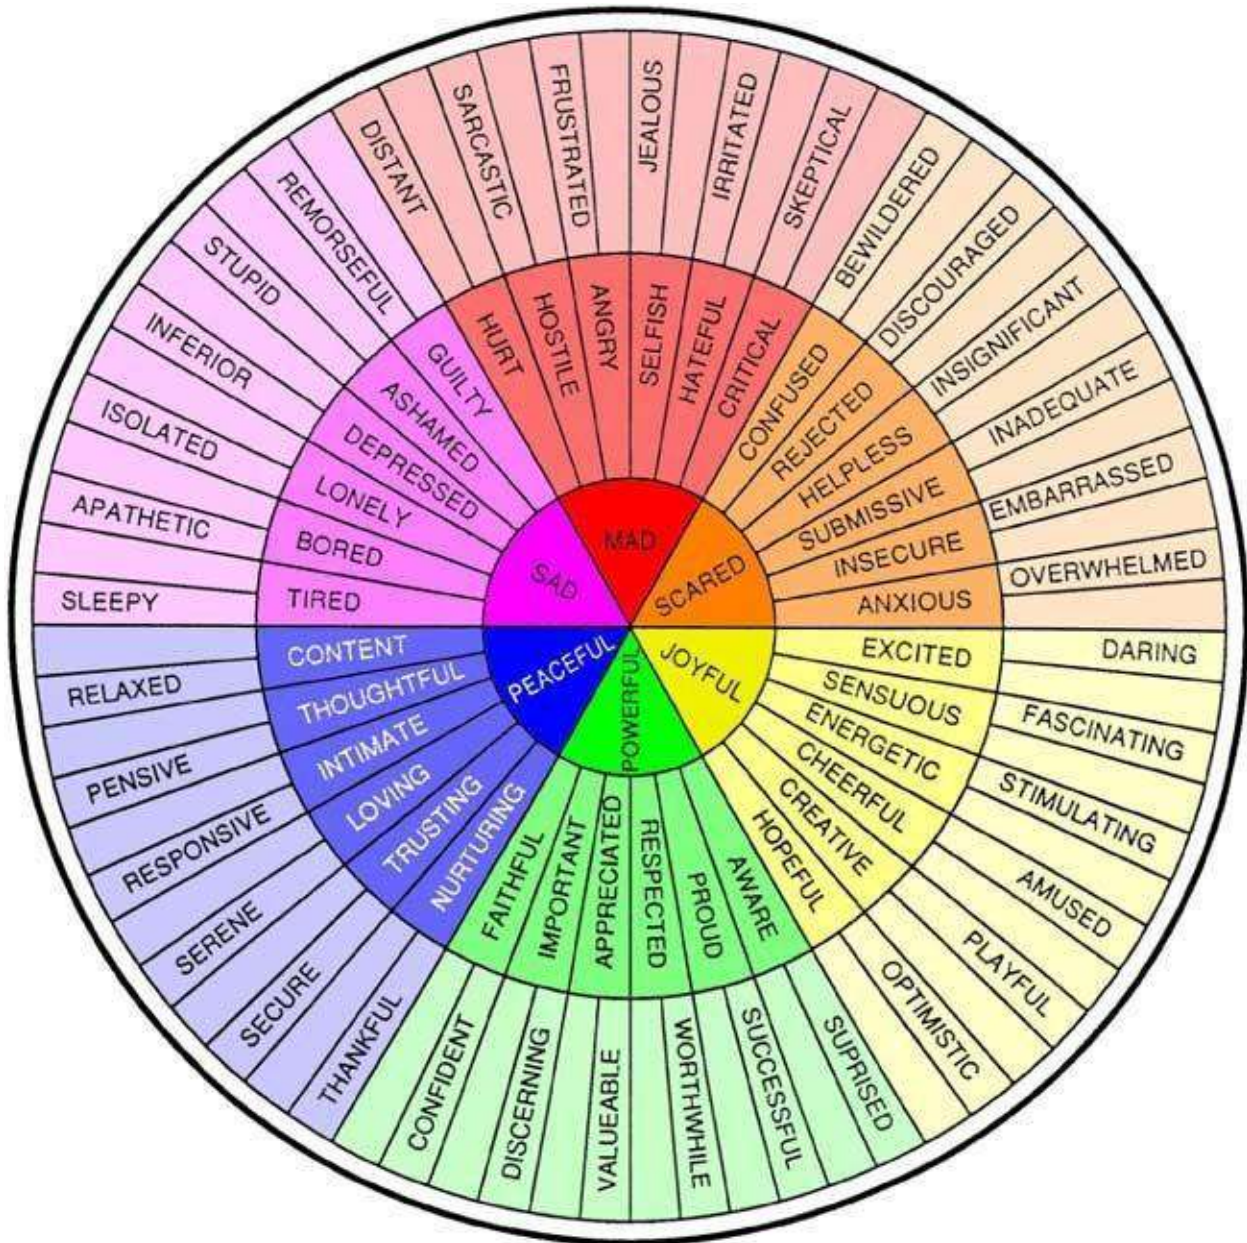 MAD
SCARED
JOYFUL
POWERFUL
PEACEFUL
SAD
HURT
HOSTILE
ANGRY
SELFISH
HATEFUL
CRITICAL
CONFUSED
REJECTED
HELPLESS
SUBMISSIVE
INSECURE
ANXIOUS
EXCITED
SENSUOUS
ENERGETIC
CHEERFUL
CREATIVE
HOPEFUL
AWARE
PROUD
RESPECTED
APPRECIATED
IMPORTANT
FAITHFUL
NURTURING
TRUSTING
LOVING
INTIMATE
THOUGHTFUL
CONTENT
TIRED
BORED
LONELY
DEPRESSED
ASHAMED
GUILTY
DISTANT
SARCASTIC
FRUSTRATED
JEALOUS
IRRITATED
SKEPTICAL
BEWILDERED
DISCOURAGED
INSIGNIFICANT
INADEQUATE
EMBARRASSED
OVERWHELMED
DARING
FASCINATING
STIMULATING
AMUSED
PLAYFUL
OPTIMISTIC
SUPRISED
SUCCESSFUL
WORTHWHILE
VALUEABLE
DISCERNING
CONFIDENT
THANKFUL
SECURE
SERENE
RESPONSIVE
PENSIVE
RELAXED
SLEEPY
APATHETIC
ISOLATED
INFERIOR
STUPID
REMORSEFUL